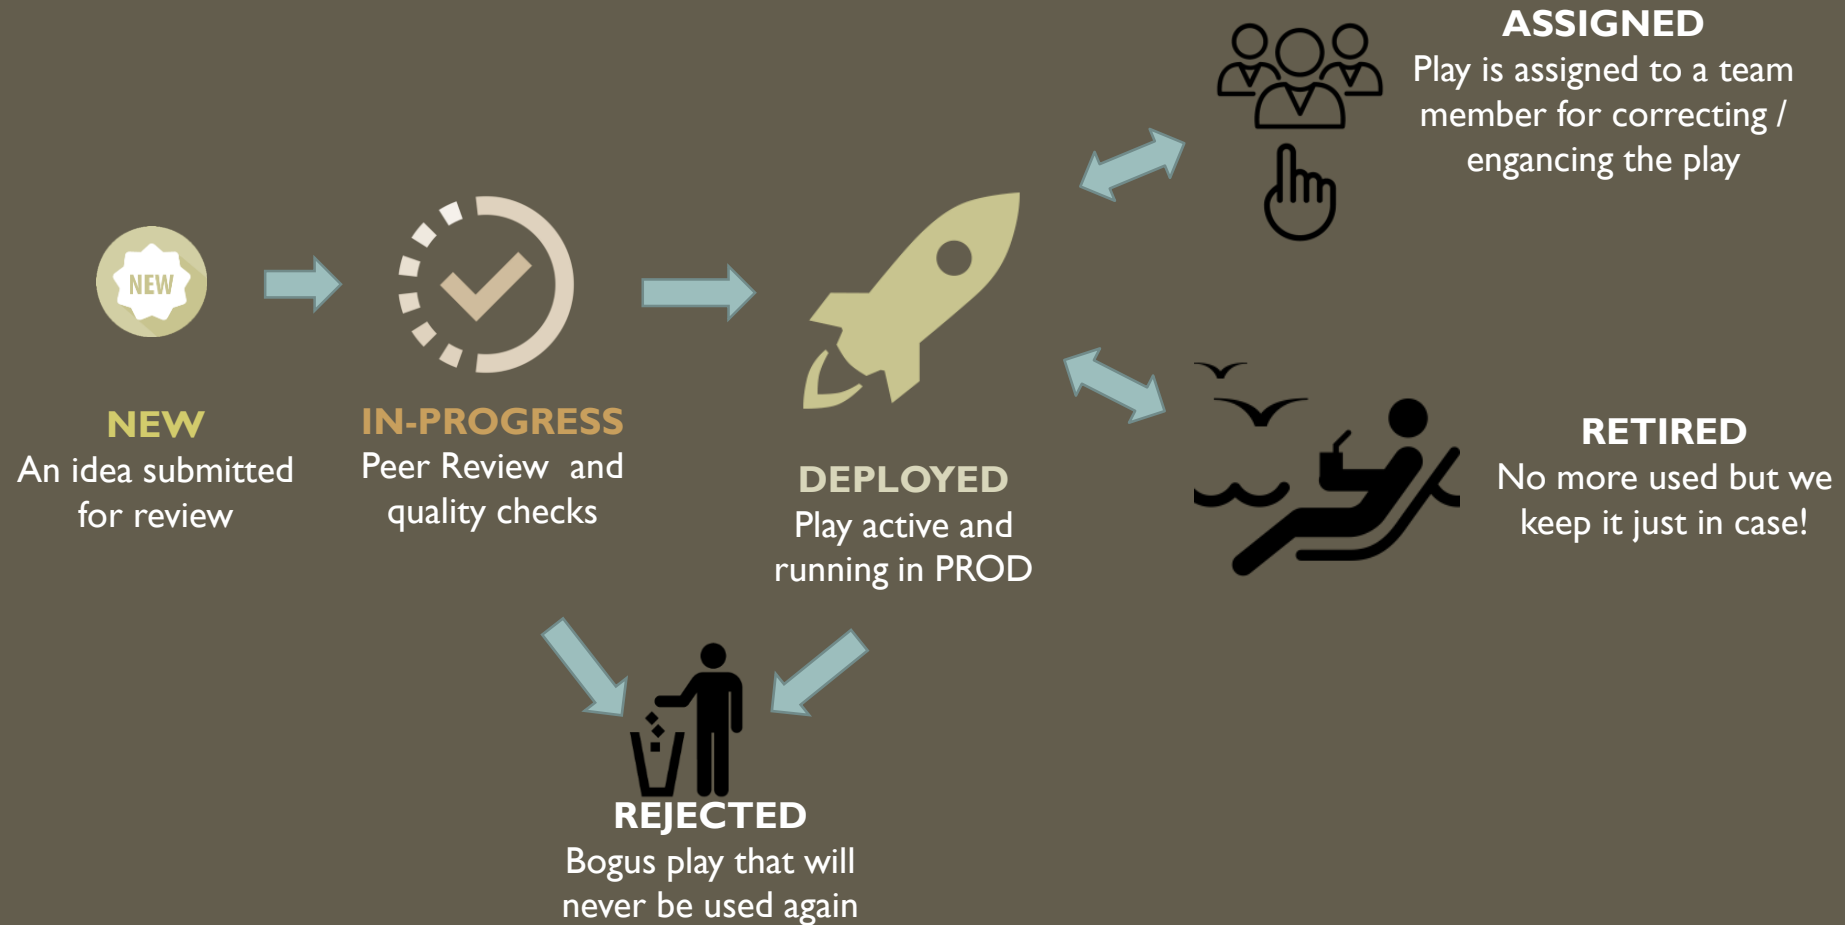 NEW
NEW
An idea submitted
for review
IN-PROGRESS
Peer Review and
quality checks
DEPLOYED
Play active and
running in PROD
ASSIGNED
Play is assigned to a team
member for correcting /
engancing the play
RETIRED
No more used but we
keep it just in case!
REJECTED
Bogus play that will
never be used again